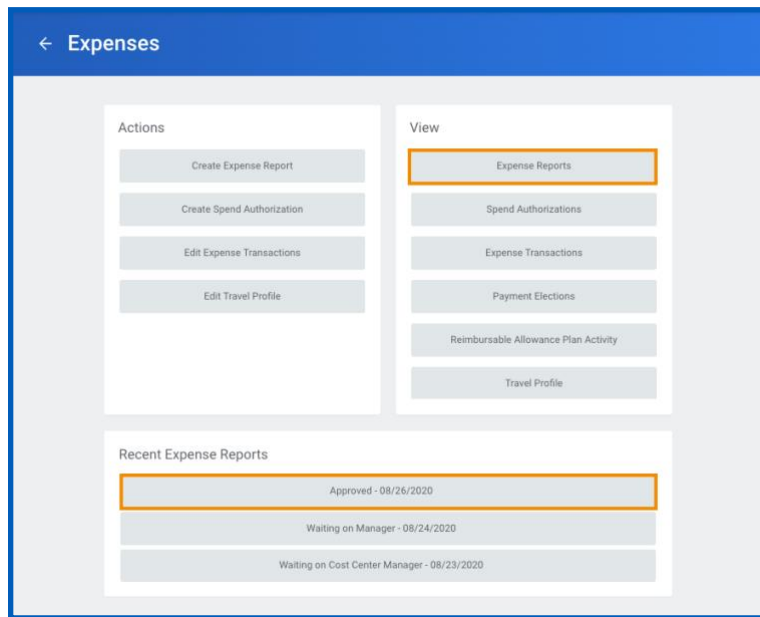 ← Expenses
Actions
Create Expense Report
Create Spend Authorization
Edit Expense Transactions
Edit Travel Profile
View
Expense Reports
Spend Authorizations
Expense Transactions
Payment Elections
Reimbursable Allowance Plan Activity
Travel Profile
Recent Expense Reports
Approved - 08/26/2020
Waiting on Manager - 08/24/2020
Waiting on Cost Center Manager - 08/23/2020